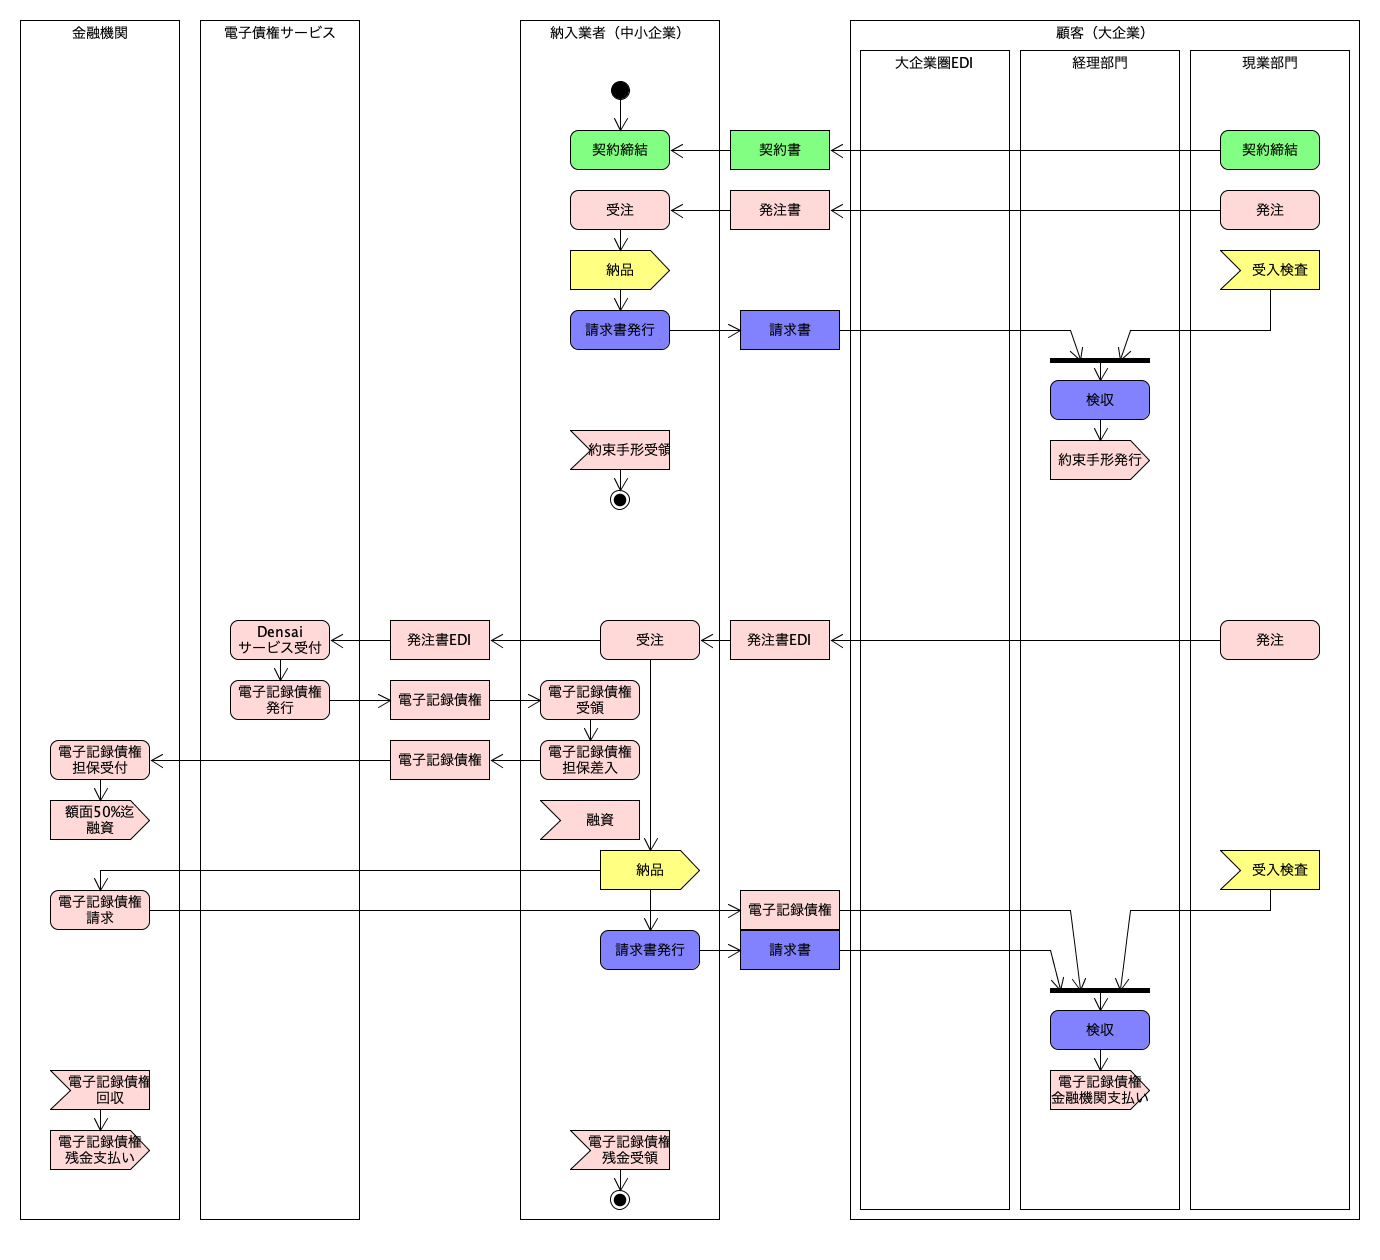 金融機関
電子債権サービス
納入業者（中小企業）
顧客（大企業）
大企業圏EDI
経理部門
現業部門
契約締結
契約書
契約締結
受注
発注書
発注
納品
受入検査
請求書発行
請求書
検収
約束手形受領
約束手形発行
Densai
サービス受付
発注書EDI
受注
発注書EDI
発注
電子記録債権
発行
電子記録債権
電子記録債権
受領
電子記録債権
担保受付
電子記録債権
電子記録債権
担保差入
額面50%迄
融資
融資
納品
受入検査
電子記録債権
請求
電子記録債権
請求書発行
請求書
検収
電子記録債権
回収
電子記録債権
金融機関支払い
電子記録債権
残金支払い
電子記録債権
残金受領